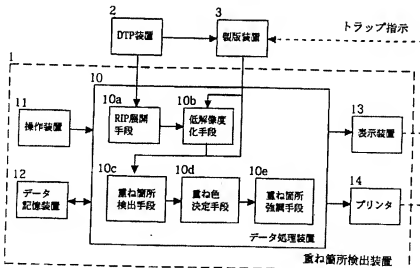 2
DTP装置
3
製版装置
トラップ指示
1
10
10a
RIP展開
手段
10b
低解像度
化手段
11
操作装置
13
表示装置
12
データ
記憶装置
10c
重ね箇所
検出手段
10d
重ね色
決定手段
10e
重ね箇所
強調手段
14
プリンタ
データ処理装置
重ね箇所検出装置